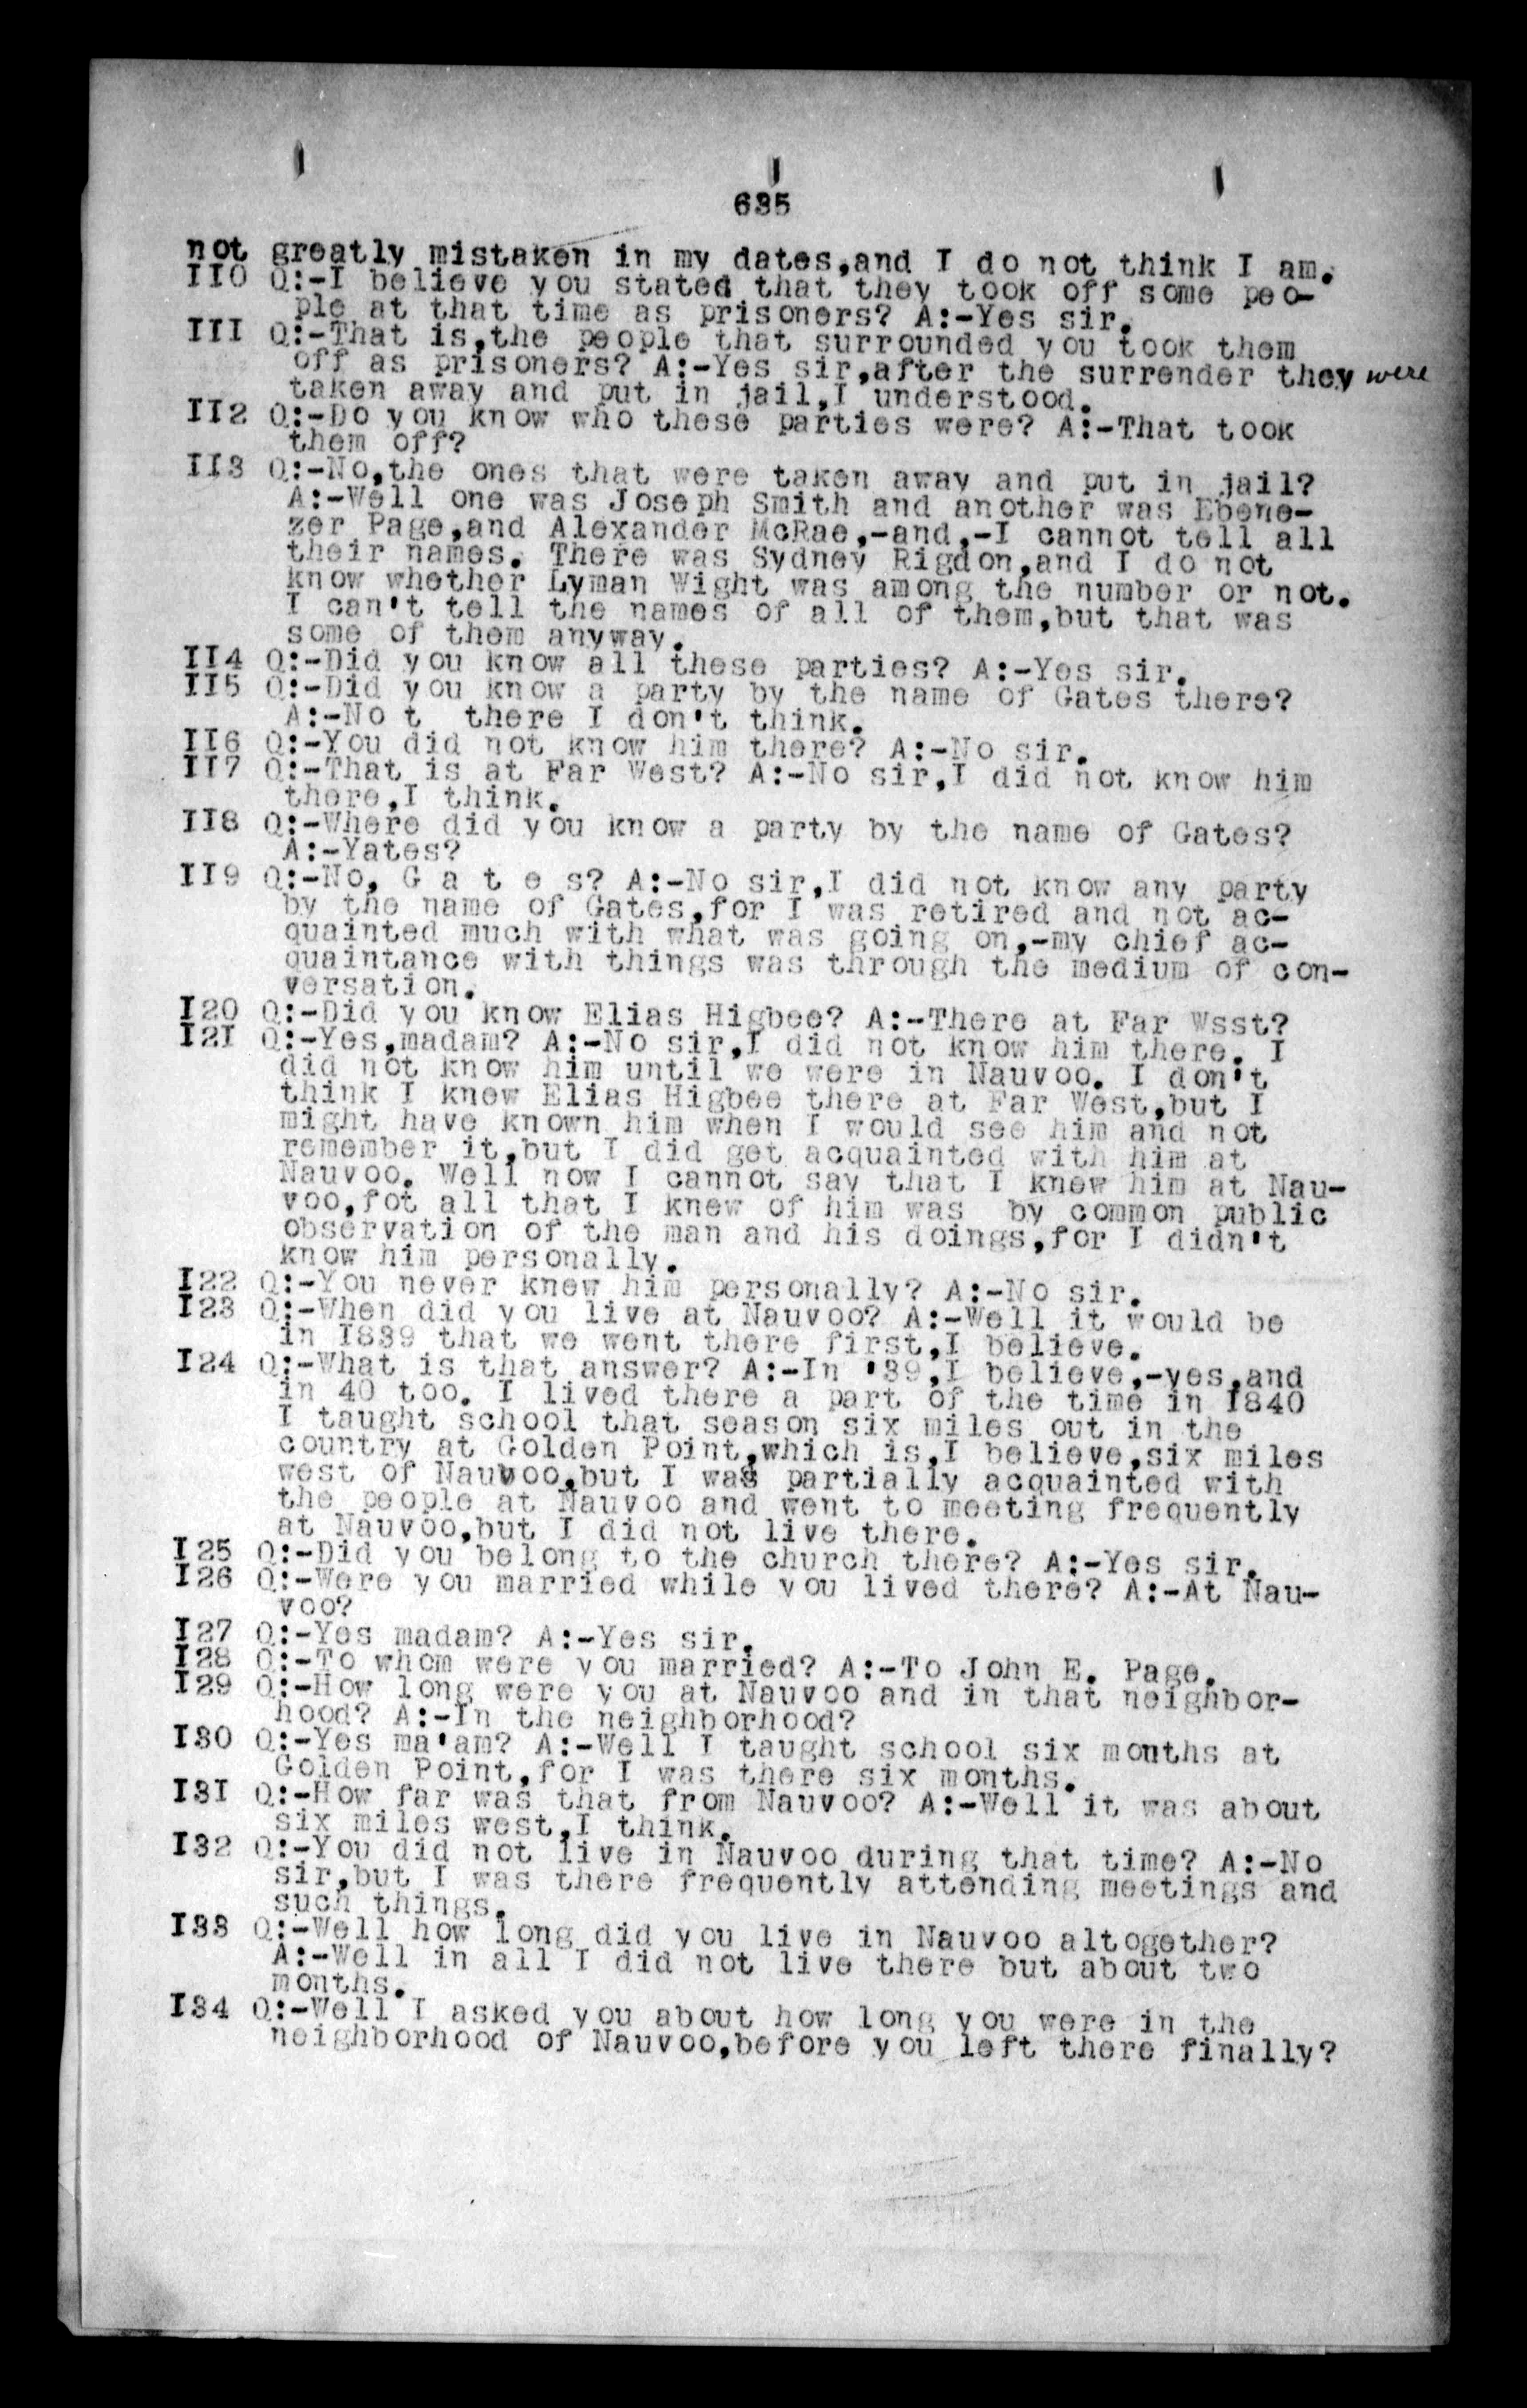 635
not greatly mistaken in my dates,and I do not think I am.
II0 Q:-I believe you stated that they took off some peo-
ple at that time as prisoners? A:-Yes sir.
III Q:-That is,the people that surrounded you took them
off as prisoners? A:-Yes sir,after the surrender they were
taken away and put in jail,I understood.
II2 Q:-Do you know who these parties were? A:-That took
them off?
II3 Q:-No,the ones that were taken away and put in jail?
A:-Well one was Joseph Smith and another was Ebene-
zer Page,and Alexander McRae,-and,-I cannot tell all
their names. There was Sydney Rigdon,and I do not
know whether Lyman Wight was among the number or not.
I can't tell the names of all of them,but that was
some of them anyway.
II4 Q:-Did you know all these parties? A:-Yes sir.
II5 Q:-Did you know a party by the name of Gates there?
A:-No t there I don't think.
II6 Q:-You did not know him there? A:-No sir.
II7 Q:-That is at Far West? A:-No sir,I did not know him
there,I think.
II8 Q:-Where did you know a party by the name of Gates?
A:-Yates?
II9 Q:-No, G a t e s? A:-No sir,I did not know any party
by the name of Gates,for I was retired and not ac-
quainted much with what was going on,-my chief ac-
quaintance with things was through the medium of con-
versation.
I20 Q:-Did you know Elias Higbee? A:-There at Far Wsst?
I2I Q:-Yes,madam? A:-No sir,I did not know him there. I
did not know him until we were in Nauvoo. I don't
think I knew Elias Higbee there at Far West,but I
might have known him when I would see him and not
remember it,but I did get acquainted with him at
Nauvoo. Well now I cannot say that I knew him at Nau-
voo,fot all that I knew of him was by common public
observation of the man and his doings,for I didn't
know him personally.
I22 Q:-You never knew him personally? A:-No sir.
I23 Q:-When did you live at Nauvoo? A:-Well it would be
in I839 that we went there first,I believe.
I24 Q:-What is that answer? A:-In '39,I believe,-yes,and
in 40 too. I lived there a part of the time in I840
I taught school that season six miles out in the
country at Golden Point,which is,I believe,six miles
west of Nauvoo,but I was partially acquainted with
the people at Nauvoo and went to meeting frequently
at Nauvoo,but I did not live there.
I25 Q:-Did you belong to the church there? A:-Yes sir.
I26 Q:-Were you married while you lived there? A:-At Nau-
voo?
I27 Q:-Yes madam? A:-Yes sir.
I28 Q:-To whom were you married? A:-To John E. Page.
I29 Q:-How long were you at Nauvoo and in that neighbor-
hood? A:-In the neighborhood?
I30 Q:-Yes ma'am? A:-Well I taught school six months at
Golden Point,for I was there six months.
I3I Q:-How far was that from Nauvoo? A:-Well it was about
six miles west,I think.
I32 Q:-You did not live in Nauvoo during that time? A:-No
sir,but I was there frequently attending meetings and
such things.
I33 Q:-Well how long did you live in Nauvoo altogether?
A:-Well in all I did not live there but about two
months.
I34 Q:-Well I asked you about how long you were in the
neighborhood of Nauvoo,before you left there finally?